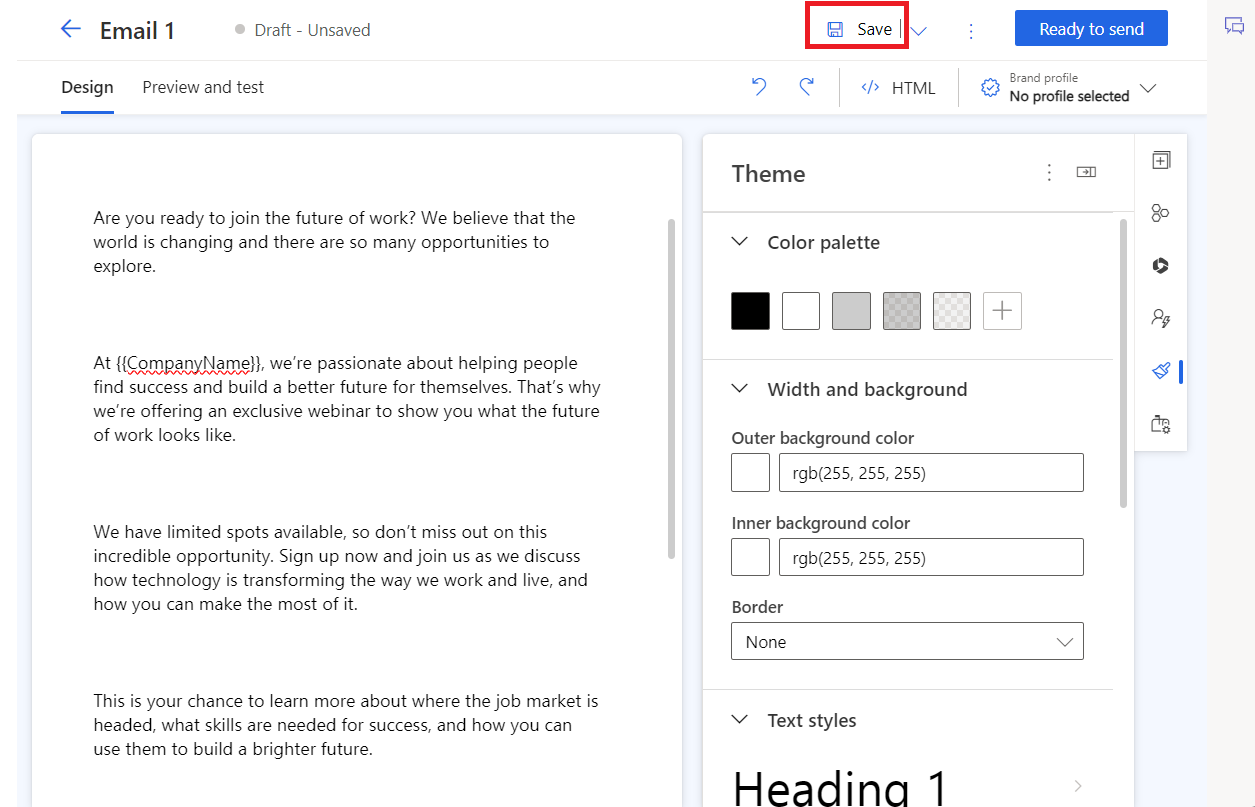 Email 1
Draft - Unsaved
Save
Ready to send
Design
Preview and test
</> HTML
Brand profile
No profile selected
Are you ready to join the future of work? We believe that the
world is changing and there are so many opportunities to
explore.
At {{CompanyName}}, we’re passionate about helping people
find success and build a better future for themselves. That’s why
we’re offering an exclusive webinar to show you what the future
of work looks like.
We have limited spots available, so don’t miss out on this
incredible opportunity. Sign up now and join us as we discuss
how technology is transforming the way we work and live, and
how you can make the most of it.
This is your chance to learn more about where the job market is
headed, what skills are needed for success, and how you can
use them to build a brighter future.
Theme
Color palette
Width and background
Outer background color
rgb(255, 255, 255)
Inner background color
rgb(255, 255, 255)
Border
None
Text styles
Heading 1